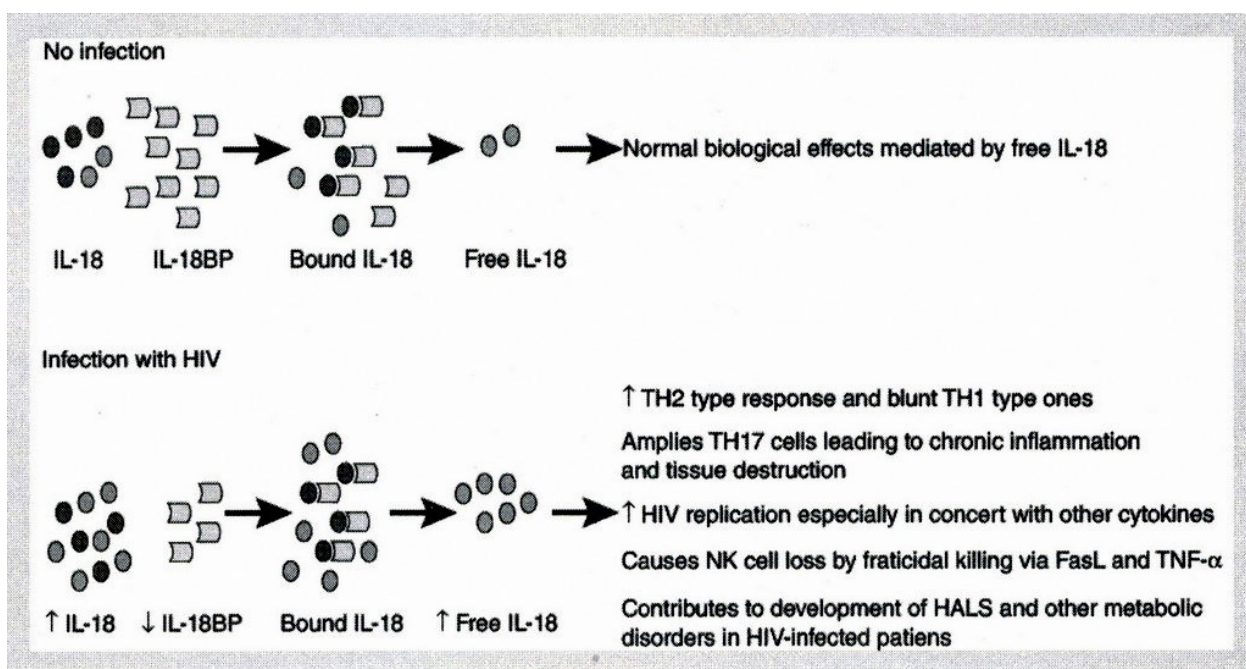 No infection
IL-18
IL-18BP
Bound IL-18
Free IL-18
Normal biological effects mediated by free IL-18
Infection with HIV
↑ IL-18
↓ IL-18BP
Bound IL-18
↑ Free IL-18
↑ TH2 type response and blunt TH1 type ones
Amplies TH17 cells leading to chronic inflammation
and tissue destruction
↑ HIV replication especially in concert with other cytokines
Causes NK cell loss by fraticidal killing via FasL and TNF-α
Contributes to development of HALS and other metabolic
disorders in HIV-infected patiens